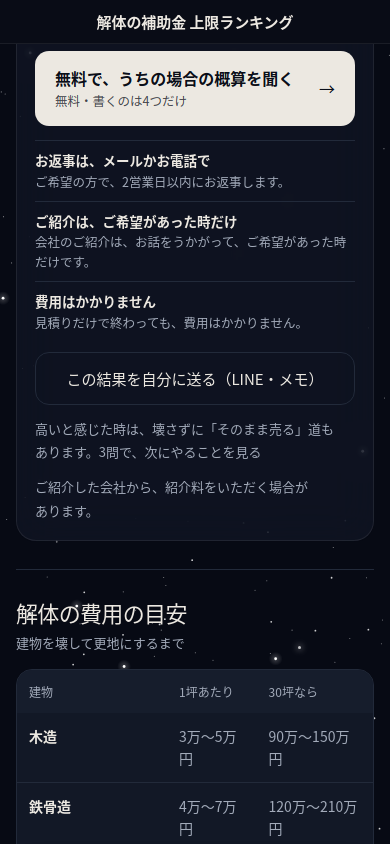 解体の補助金 上限ランキング
無料で、うちの場合の概算を聞く
無料・書くのは4つだけ
→
お返事は、メールかお電話で
ご希望の方で、2営業日以内にお返事します。
ご紹介は、ご希望があった時だけ
会社のご紹介は、お話をうかがって、ご希望があった時
だけです。
費用はかかりません
見積りだけで終わっても、費用はかかりません。
この結果を自分に送る（LINE・メモ）
高いと感じた時は、壊さずに「そのまま売る」道も
あります。3問で、次にやることを見る
ご紹介した会社から、紹介料をいただく場合が
あります。
解体の費用の目安
建物を壊して更地にするまで
建物 1坪あたり 30坪なら
木造 3万〜5万円 90万〜150万円
鉄骨造 4万〜7万円 120万〜210万円